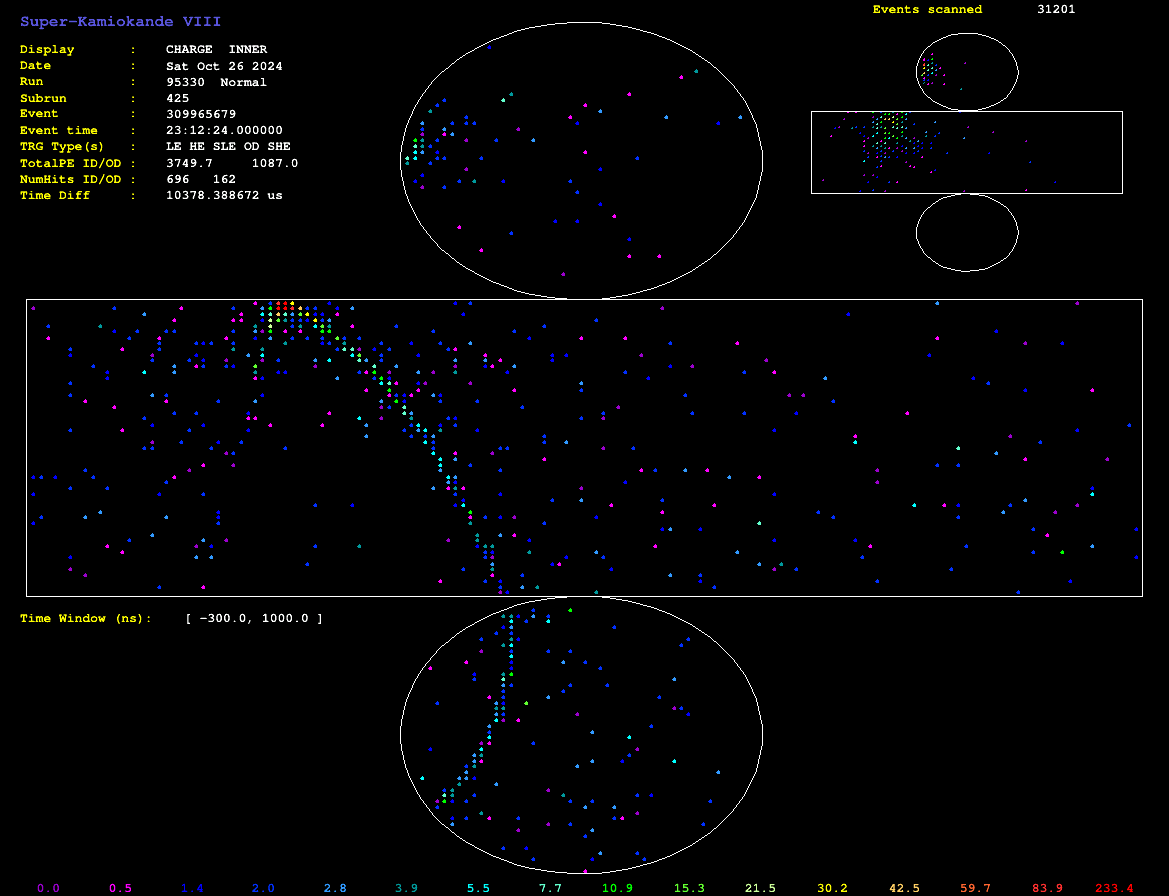 Super-Kamiokande VIII
Events scanned 31201
Display : CHARGE INNER
Date : Sat Oct 26 2024
Run : 95330 Normal
Subrun : 425
Event : 309965679
Event time : 23:12:24.000000
TRG Type(s) : LE HE SLE OD SHE
TotalPE ID/OD : 3749.7 1087.0
NumHits ID/OD : 696 162
Time Diff : 10378.388672 us
Time Window (ns): [ -300.0, 1000.0 ]
0.0 0.5 1.4 2.0 2.8 3.9 5.5 7.7 10.9 15.3 21.5 30.2 42.5 59.7 83.9 233.4